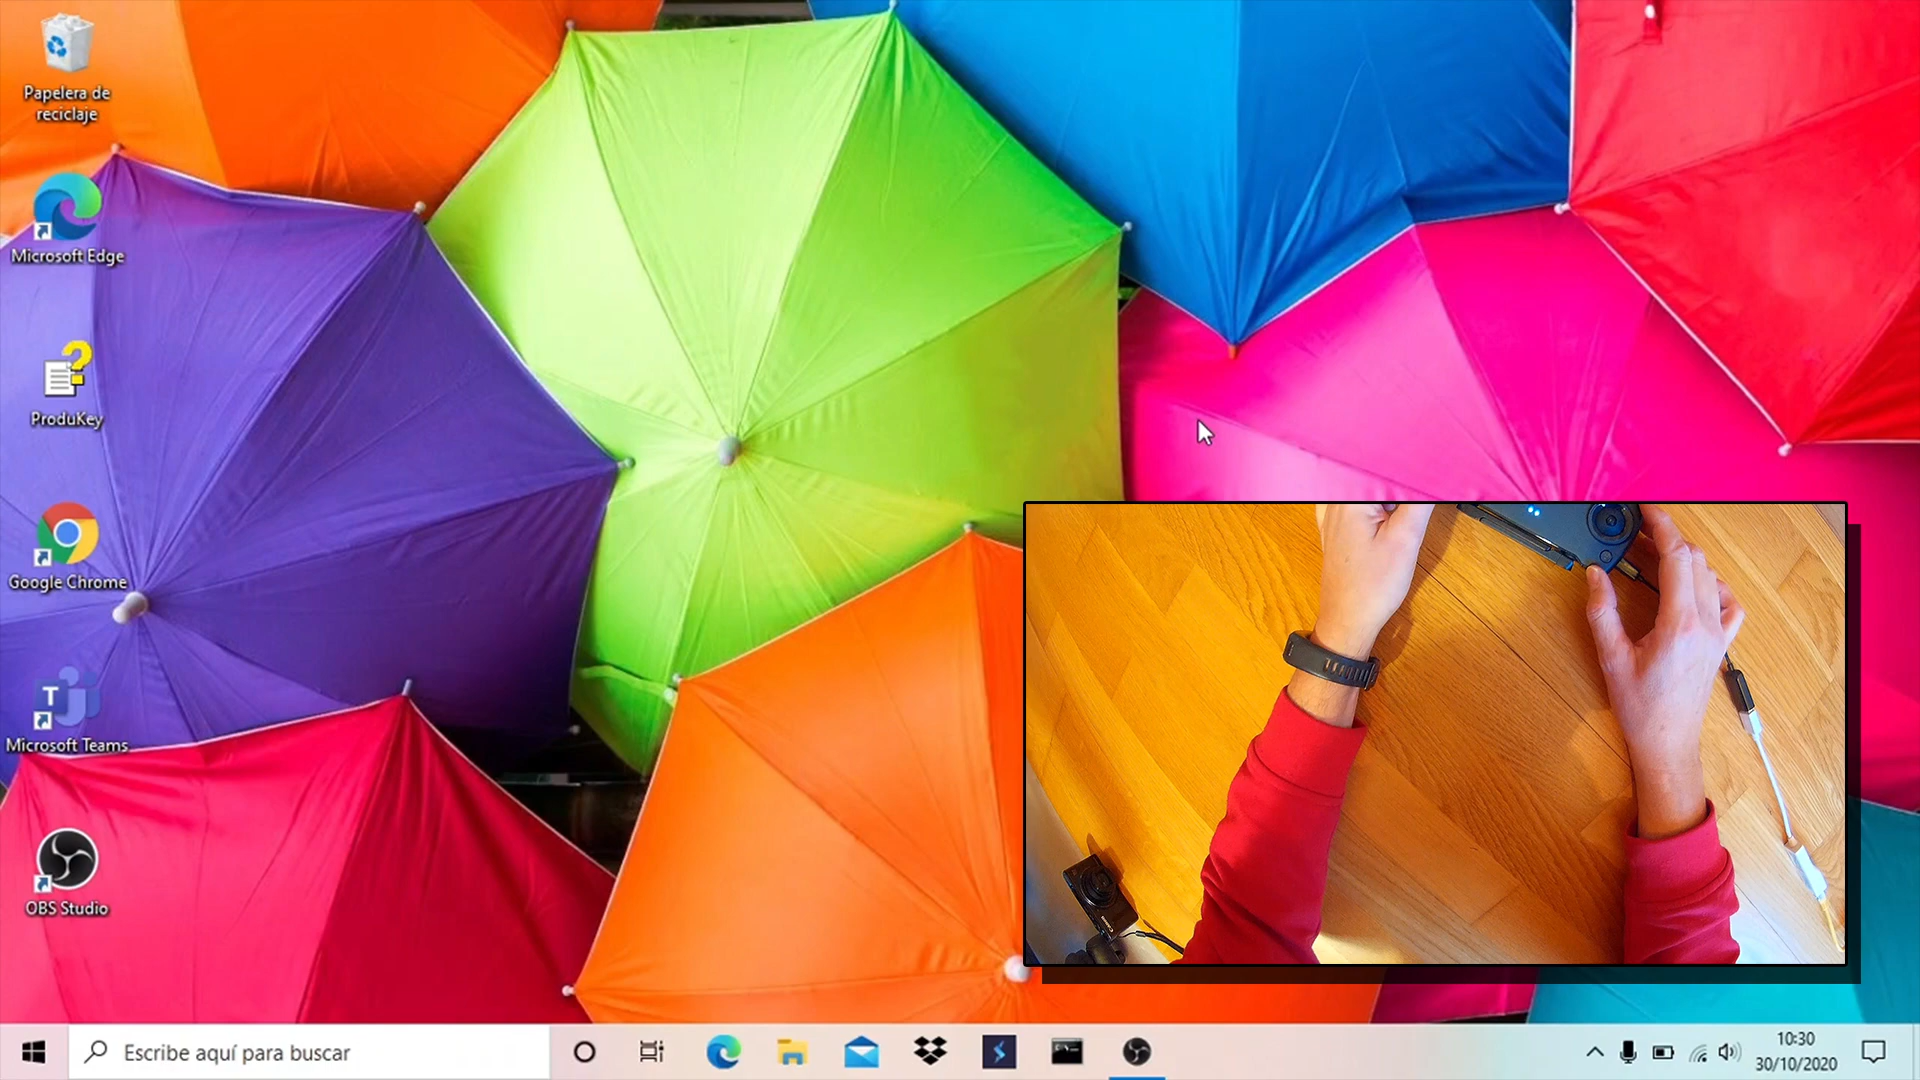 Papelera de
reciclaje
Microsoft Edge
ProduKey
Google Chrome
T
Microsoft Teams
OBS Studio
Escribe aquí para buscar
10:30
30/10/2020